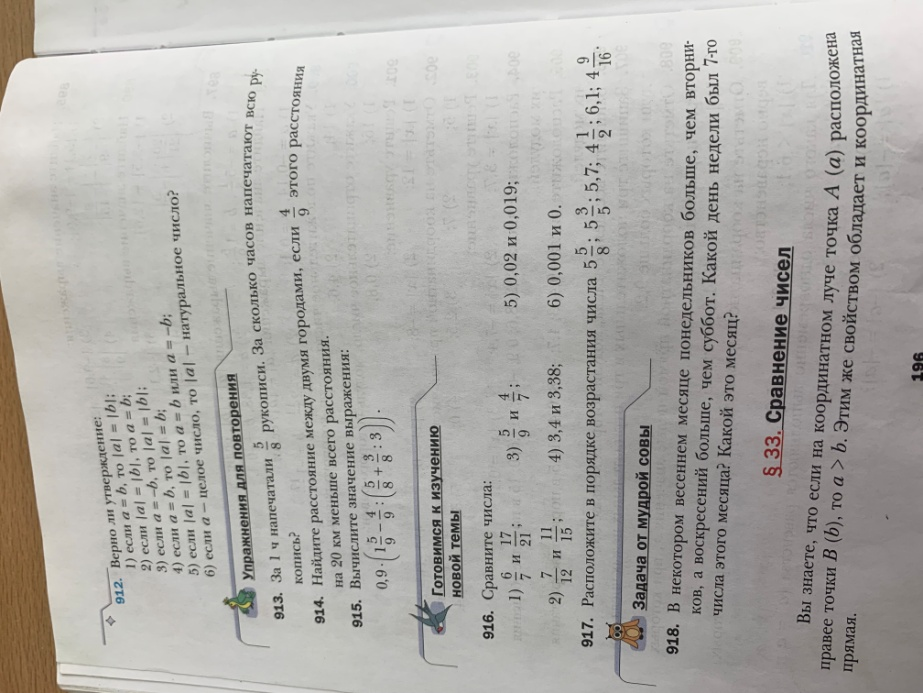 912. Верно ли утверждение:
1) если a = b, то |a| = |b|;
2) если |a| = |b|, то a = b;
3) если a = –b, то |a| = |b|;
4) если a = b, то |a| = b;
5) если |a| = |b|, то a = b или a = –b;
6) если a – целое число, то |a| – натуральное число?
Упражнения для повторения
913. За 1 ч напечатали 5/8 рукописи. За сколько часов напечатают всю ру-
копись?
914. Найдите расстояние между двумя городами, если 4/9 этого расстояния
на 20 км меньше всего расстояния.
915. Вычислите значение выражения:
0,9 · (1 5/9 – 4/9 · (5/8 + 3/8 : 3)).
Готовимся к изучению
новой темы
916. Сравните числа:
1) 6/7 и 17/21; 3) 5/9 и 4/7; 5) 0,02 и 0,019;
2) 7/12 и 11/15; 4) 3,4 и 3,38; 6) 0,001 и 0.
917. Расположите в порядке возрастания числа 5 5/8; 5 3/5; 5,7; 4 1/2; 6,1; 4 9/16.
Задача от мудрой совы
918. В некотором весеннем месяце понедельников больше, чем вторни-
ков, а воскресений больше, чем суббот. Какой день недели был 7-го
числа этого месяца? Какой это месяц?
§ 33. Сравнение чисел
Вы знаете, что если на координатном луче точка A (a) расположена
правее точки B (b), то a > b. Этим же свойством обладает и координатная
прямая.
196